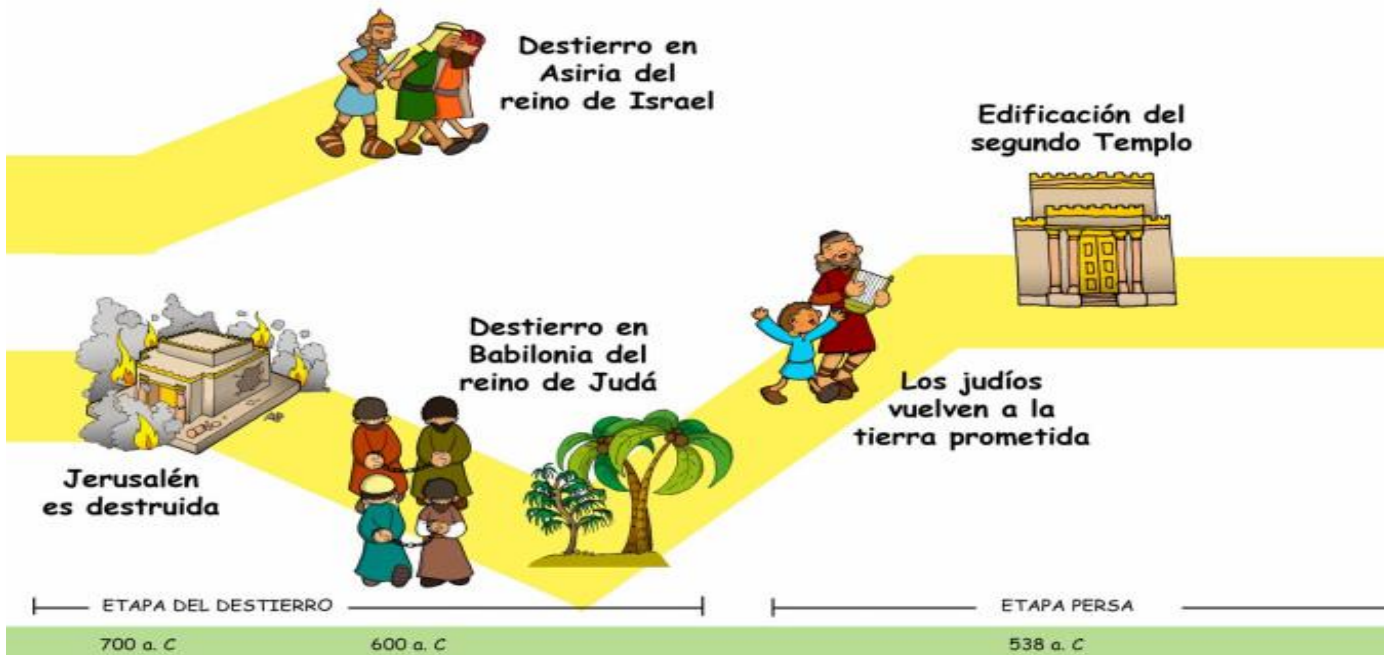 Destierro en
Asiria del
reino de Israel
Edificación del
segundo Templo
Destierro en
Babilonia del
reino de Judá
Los judíos
vuelven a la
tierra prometida
Jerusalén
es destruida
ETAPA DEL DESTIERRO
ETAPA PERSA
700 a. C
600 a. C
538 a. C